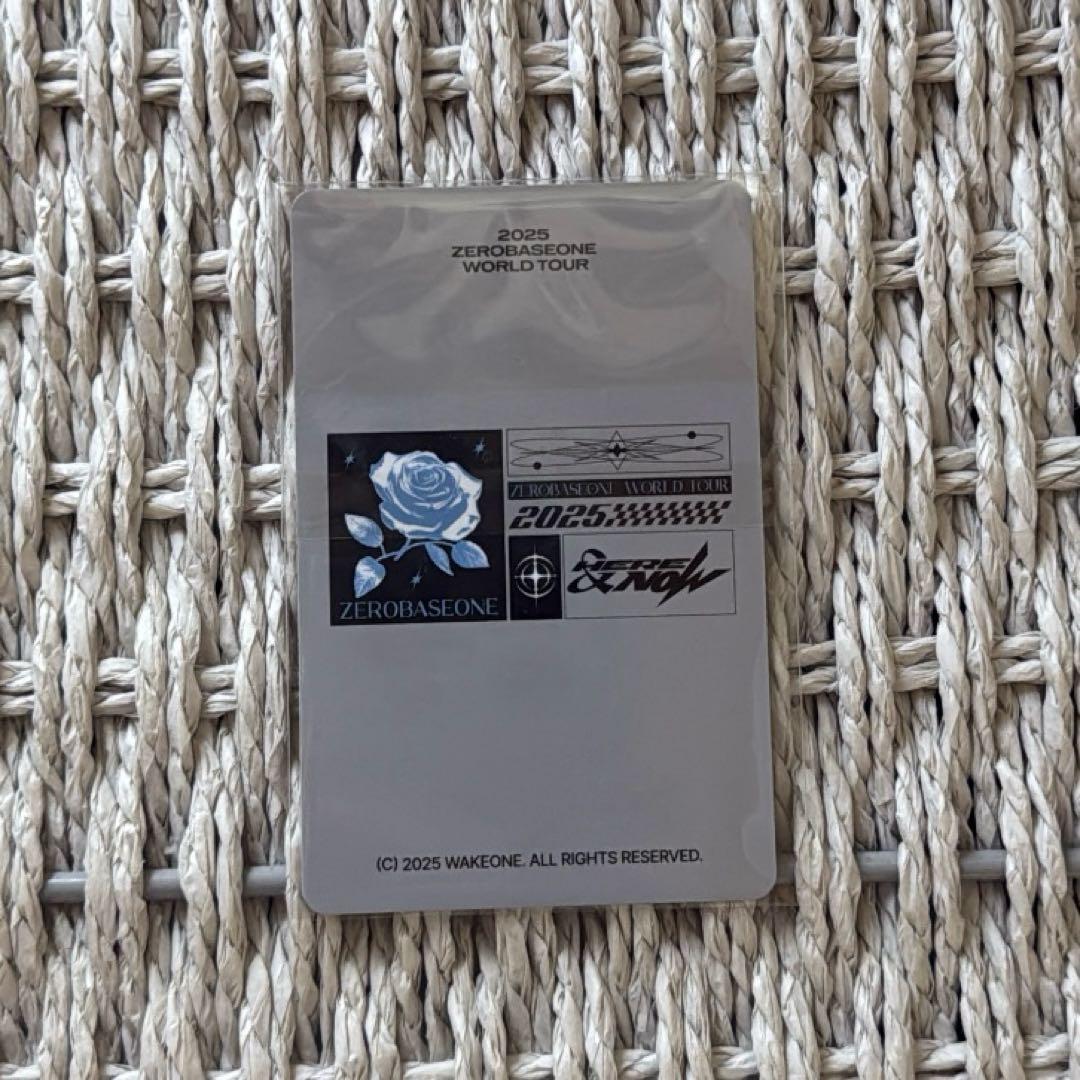 2025
ZEROBASEONE
WORLD TOUR
ZEROBASEONE
ZEROBASEONE WORLD TOUR
2025
HERE
&NOW
(C) 2025 WAKEONE. ALL RIGHTS RESERVED.